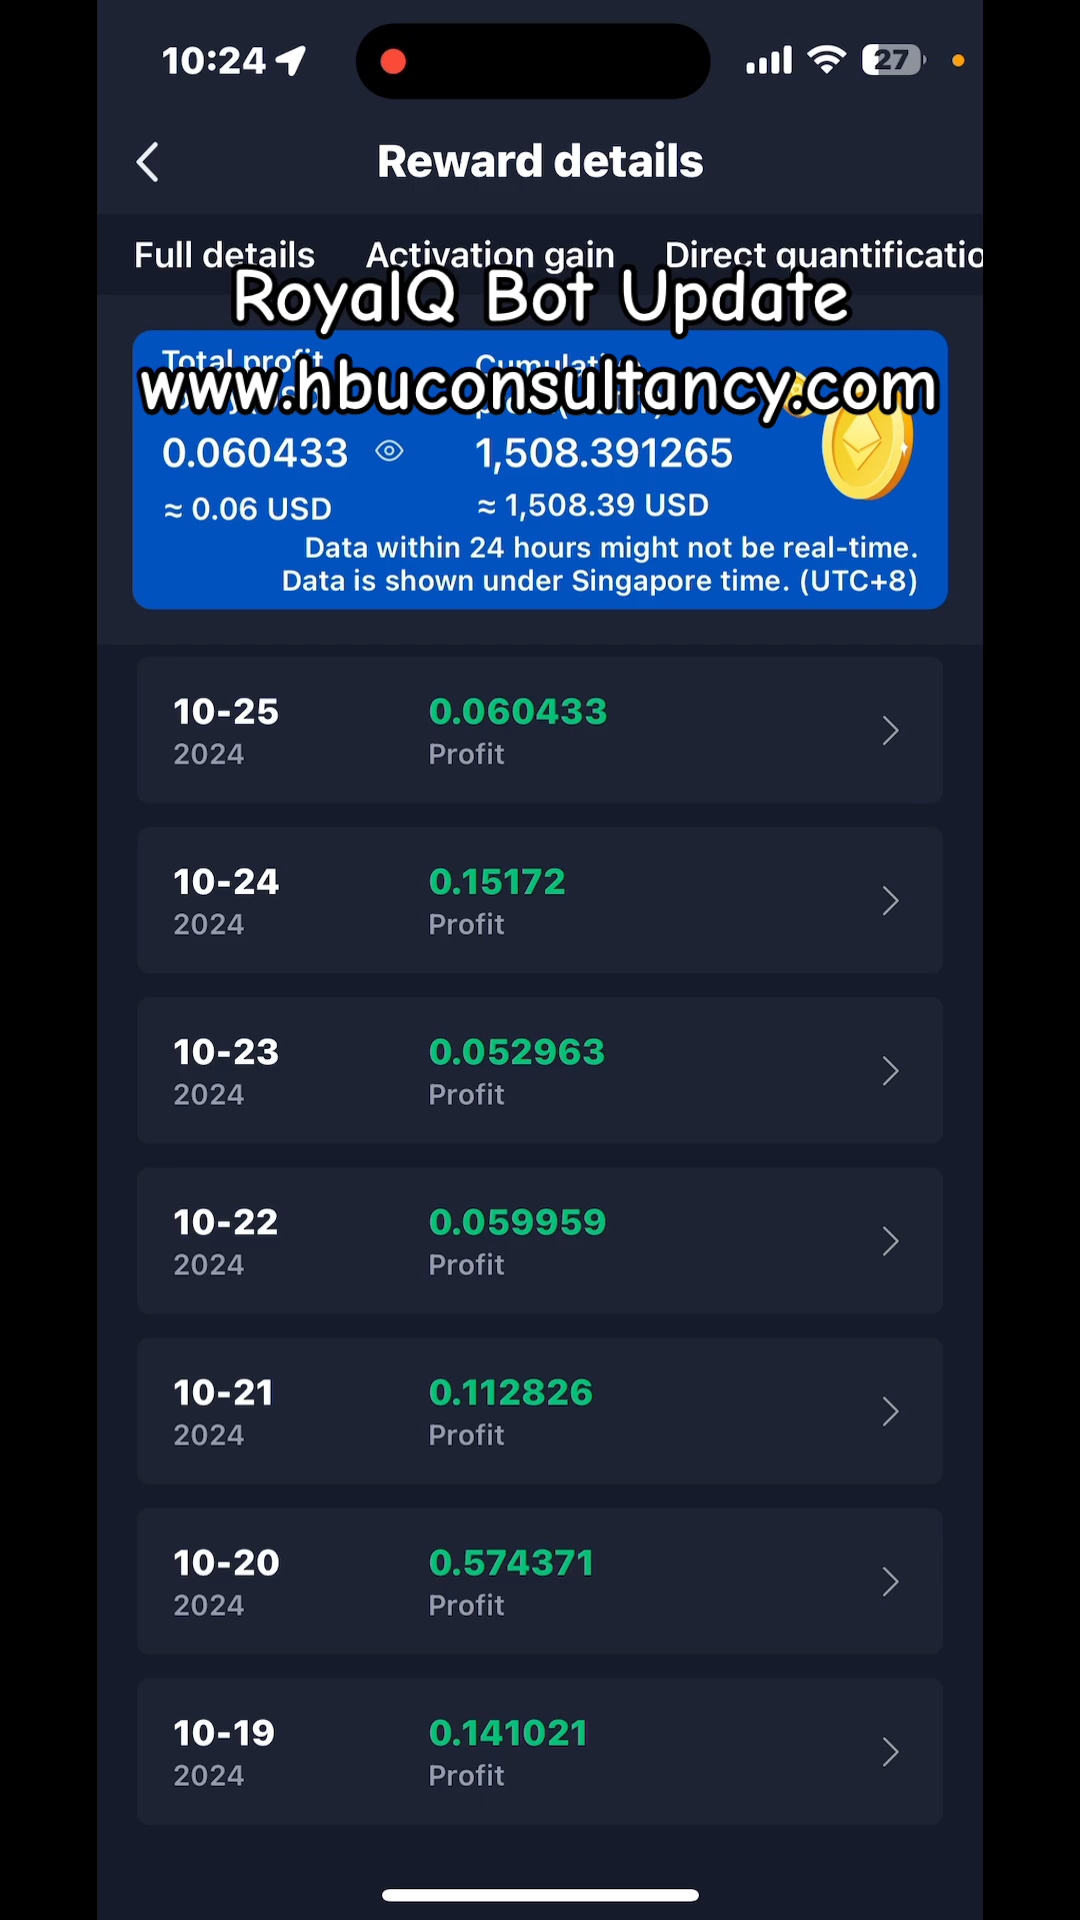 10:24
27
Reward details
Full details Activation gain Direct quantificatio
RoyalQ Bot Update
Total profit
www.hbuconsultancy.com
0.060433 1,508.391265
≈ 0.06 USD ≈ 1,508.39 USD
Data within 24 hours might not be real-time.
Data is shown under Singapore time. (UTC+8)
10-25 0.060433
2024 Profit
10-24 0.15172
2024 Profit
10-23 0.052963
2024 Profit
10-22 0.059959
2024 Profit
10-21 0.112826
2024 Profit
10-20 0.574371
2024 Profit
10-19 0.141021
2024 Profit